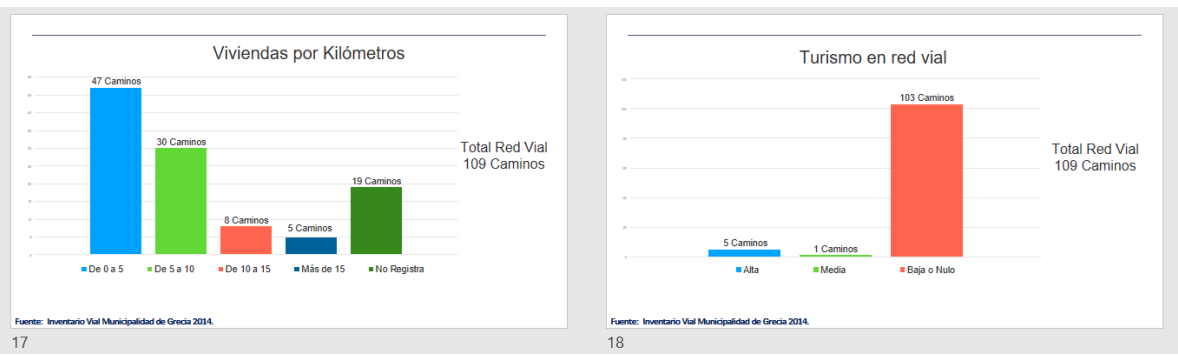 Viviendas por Kilómetros
47 Caminos
30 Caminos
8 Caminos
5 Caminos
19 Caminos
Total Red Vial
109 Caminos
De 0 a 5
De 5 a 10
De 10 a 15
Más de 15
No Registra
Fuente: Inventario Vial Municipalidad de Grecia 2014.
17
Turismo en red vial
5 Caminos
1 Caminos
103 Caminos
Total Red Vial
109 Caminos
Alta
Media
Baja o Nulo
Fuente: Inventario Vial Municipalidad de Grecia 2014.
18